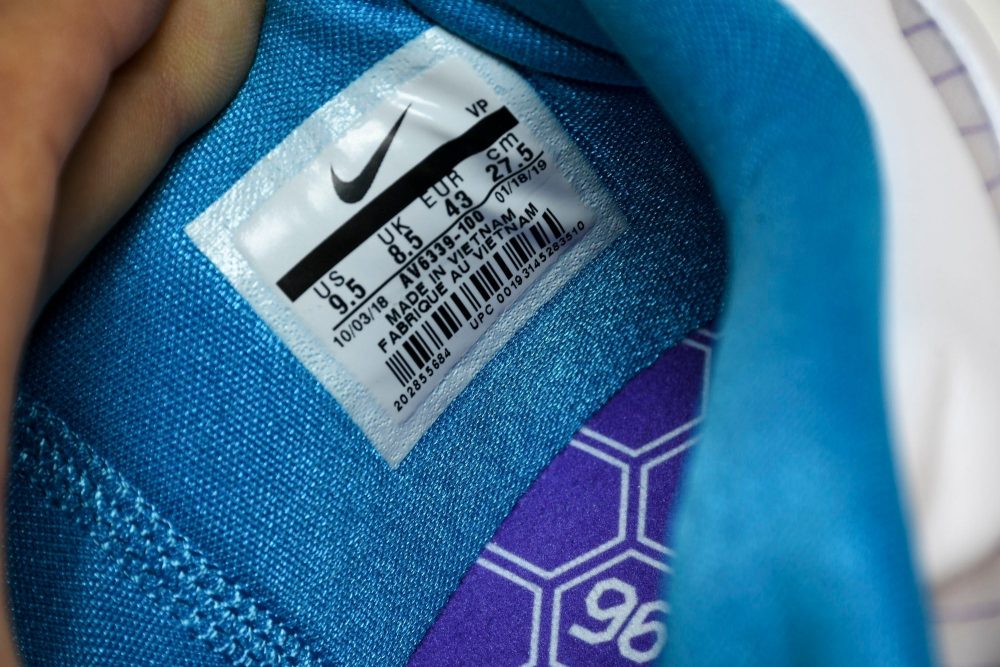 VP
US UK EUR cm
9.5 8.5 43 27.5
10/03/18 AV6339-100 01/18/19
MADE IN VIETNAM
FABRIQUE AU VIETNAM
202855684 UPC 00193145283510
96